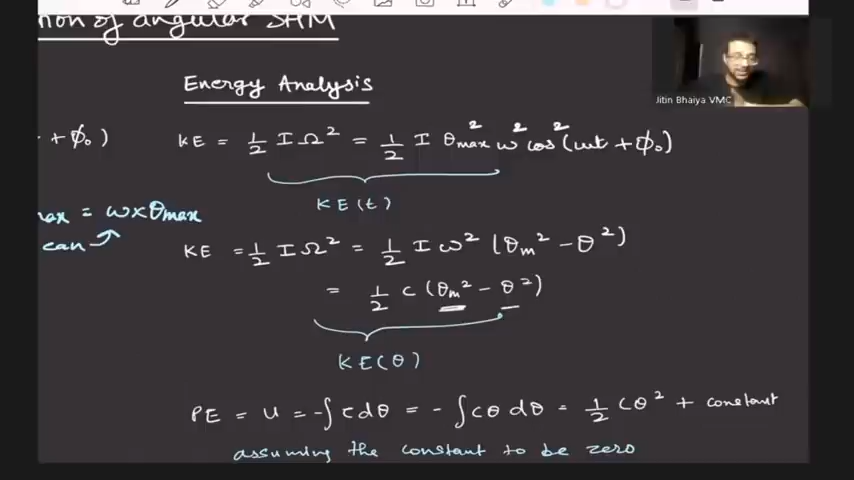 tion of angular SHM
Energy Analysis
Jitin Bhaiya VMC
+ φ₀)
KE = 1/2 I Ω² = 1/2 I θmax² ω² cos² (ωt + φ₀)
KE(t)
max = ω × θmax
can
KE = 1/2 I Ω² = 1/2 I ω² (θm² − θ²)
= 1/2 C (θm² − θ²)
KE(θ)
PE = U = −∫ τ dθ = − ∫ Cθ dθ = 1/2 Cθ² + constant
assuming the constant to be zero